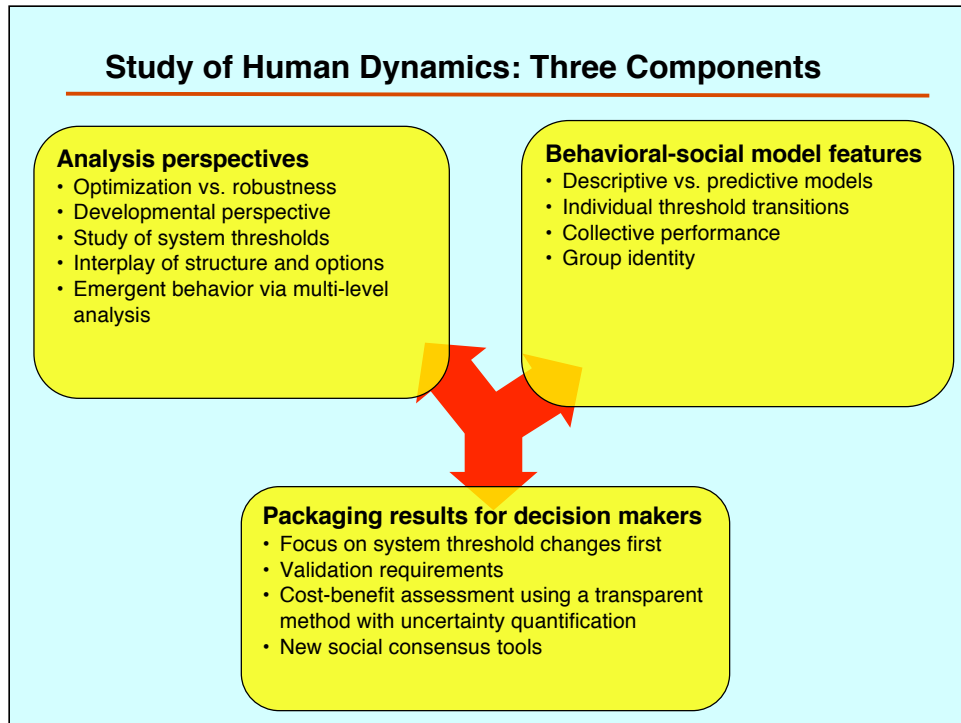 Study of Human Dynamics: Three Components
Analysis perspectives
• Optimization vs. robustness
• Developmental perspective
• Study of system thresholds
• Interplay of structure and options
• Emergent behavior via multi-level
analysis
Behavioral-social model features
• Descriptive vs. predictive models
• Individual threshold transitions
• Collective performance
• Group identity
Packaging results for decision makers
• Focus on system threshold changes first
• Validation requirements
• Cost-benefit assessment using a transparent
method with uncertainty quantification
• New social consensus tools